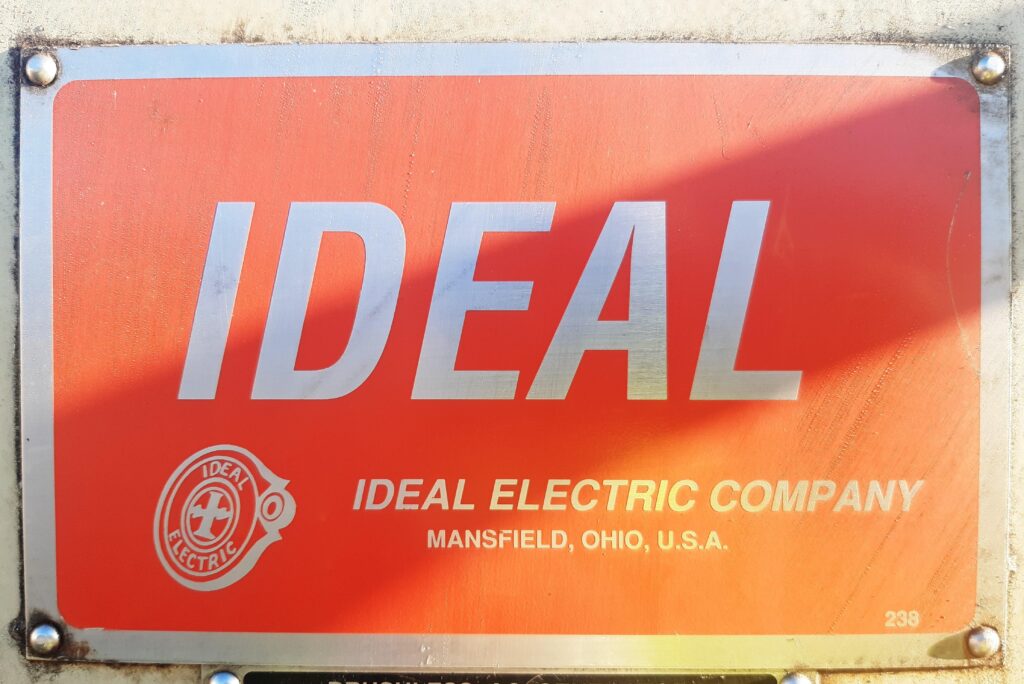 IDEAL
IDEAL
ELECTRIC
IDEAL ELECTRIC COMPANY
MANSFIELD, OHIO, U.S.A.
238